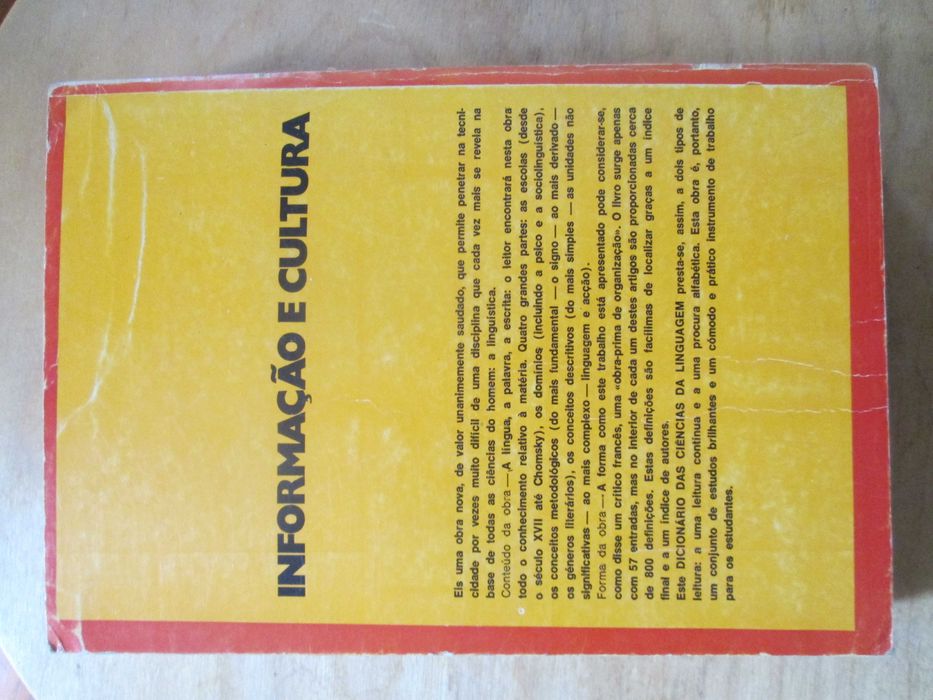 INFORMAÇÃO E CULTURA
Eis uma obra nova, de valor unanimemente saudado, que permite penetrar na tecni-
cidade por vezes muito difícil de uma disciplina que cada vez mais se revela na
base de todas as ciências do homem: a linguística.
Conteúdo da obra — A língua, a palavra, a escrita: o leitor encontrará nesta obra
todo o conhecimento relativo à matéria. Quatro grandes partes: as escolas (desde
o século XVII até Chomsky), os domínios (incluindo a psico e a sociolinguística),
os conceitos metodológicos (do mais fundamental — o signo — ao mais derivado —
os géneros literários), os conceitos descritivos (do mais simples — as unidades não
significativas — ao mais complexo — linguagem e acção).
Forma da obra — A forma como este trabalho está apresentado pode considerar-se,
como disse um crítico francês, uma «obra-prima de organização». O livro surge apenas
com 57 entradas, mas no interior de cada um destes artigos são proporcionadas cerca
de 800 definições. Estas definições são facílimas de localizar graças a um índice
final e a um índice de autores.
Este DICIONÁRIO DAS CIÊNCIAS DA LINGUAGEM presta-se, assim, a dois tipos de
leitura: a uma leitura contínua e a uma procura alfabética. Esta obra é, portanto,
um conjunto de estudos brilhantes e um cómodo e prático instrumento de trabalho
para os estudantes.